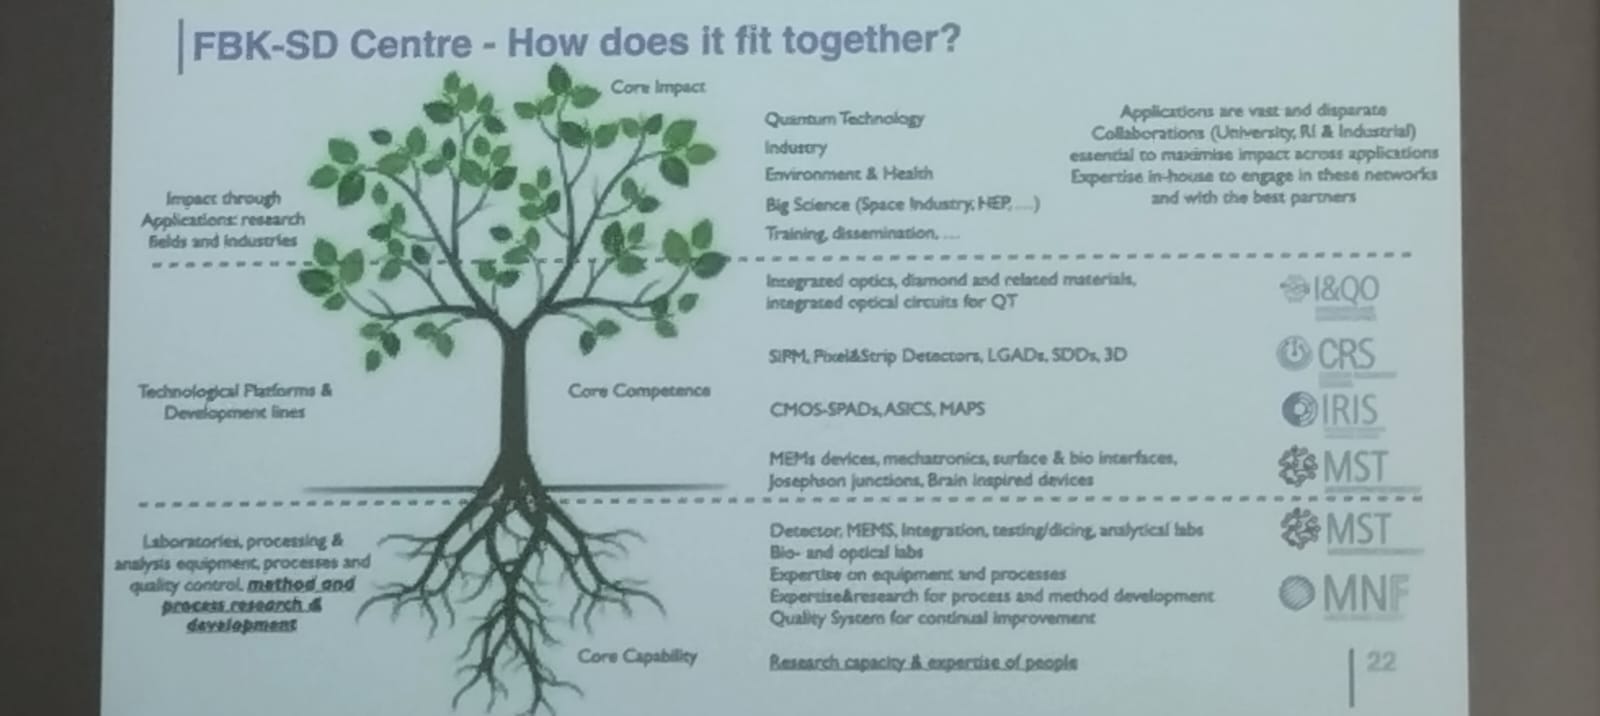 FBK-SD Centre - How does it fit together?
Core Impact
Impact through
Applications: research
fields and industries
Quantum Technology
Industry
Environment & Health
Big Science (Space Industry, HEP, ....)
Training, dissemination, ....
Applications are vast and disparate
Collaborations (University, RI & Industrial)
essential to maximise impact across applications
Expertise in-house to engage in these networks
and with the best partners
Technological Platforms &
Development lines
Core Competence
Integrated optics, diamond and related materials,
integrated optical circuits for QT
I&QO
SiPM, Pixel&Strip Detectors, LGADs, SDDs, 3D
CRS
CMOS-SPADs, ASICS, MAPS
IRIS
MEMs devices, mechatronics, surface & bio interfaces,
Josephson junctions, Brain inspired devices
MST
Laboratories, processing &
analysis equipment, processes and
quality control, method and
process research &
development
Core Capability
Detector, MEMS, Integration, testing/dicing, analytical labs
Bio- and optical labs
Expertise on equipment and processes
Expertise&research for process and method development
Quality System for continual improvement
Research capacity & expertise of people
MST
MNF
22